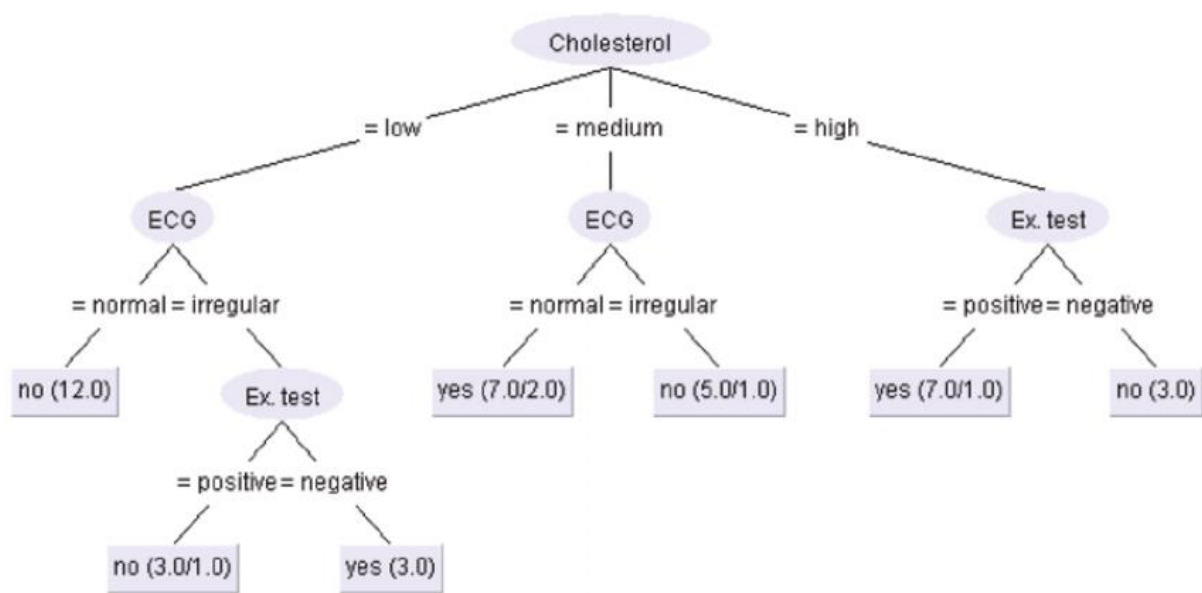 Cholesterol
= low = medium = high
ECG ECG Ex. test
= normal = irregular = normal = irregular = positive = negative
no (12.0) Ex. test yes (7.0/2.0) no (5.0/1.0) yes (7.0/1.0) no (3.0)
= positive = negative
no (3.0/1.0) yes (3.0)